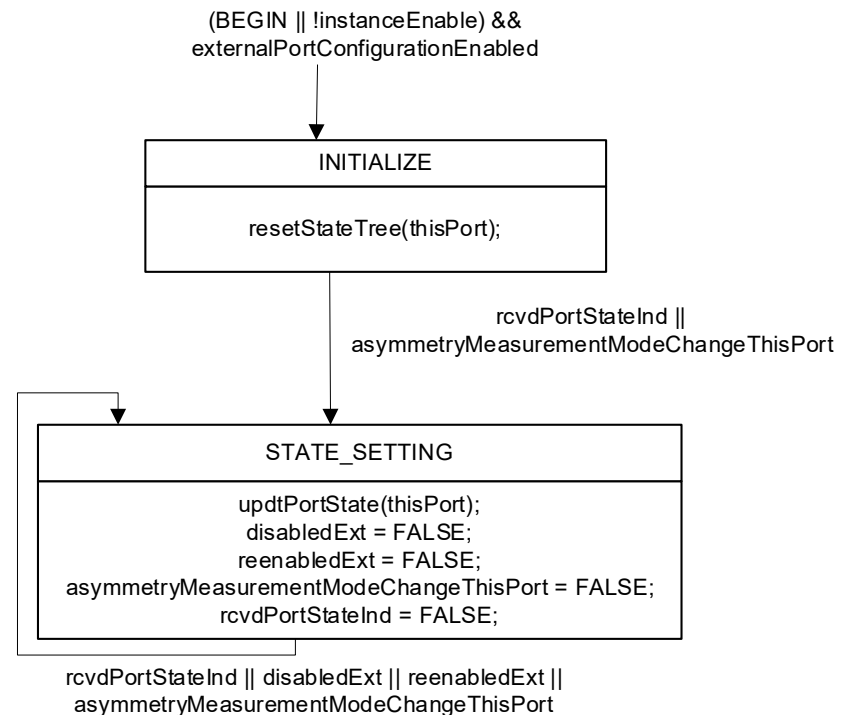 (BEGIN || !instanceEnable) &&
externalPortConfigurationEnabled
INITIALIZE
resetStateTree(thisPort);
rcvdPortStateInd ||
asymmetryMeasurementModeChangeThisPort
STATE_SETTING
updtPortState(thisPort);
disabledExt = FALSE;
reenabledExt = FALSE;
asymmetryMeasurementModeChangeThisPort = FALSE;
rcvdPortStateInd = FALSE;
rcvdPortStateInd || disabledExt || reenabledExt ||
asymmetryMeasurementModeChangeThisPort